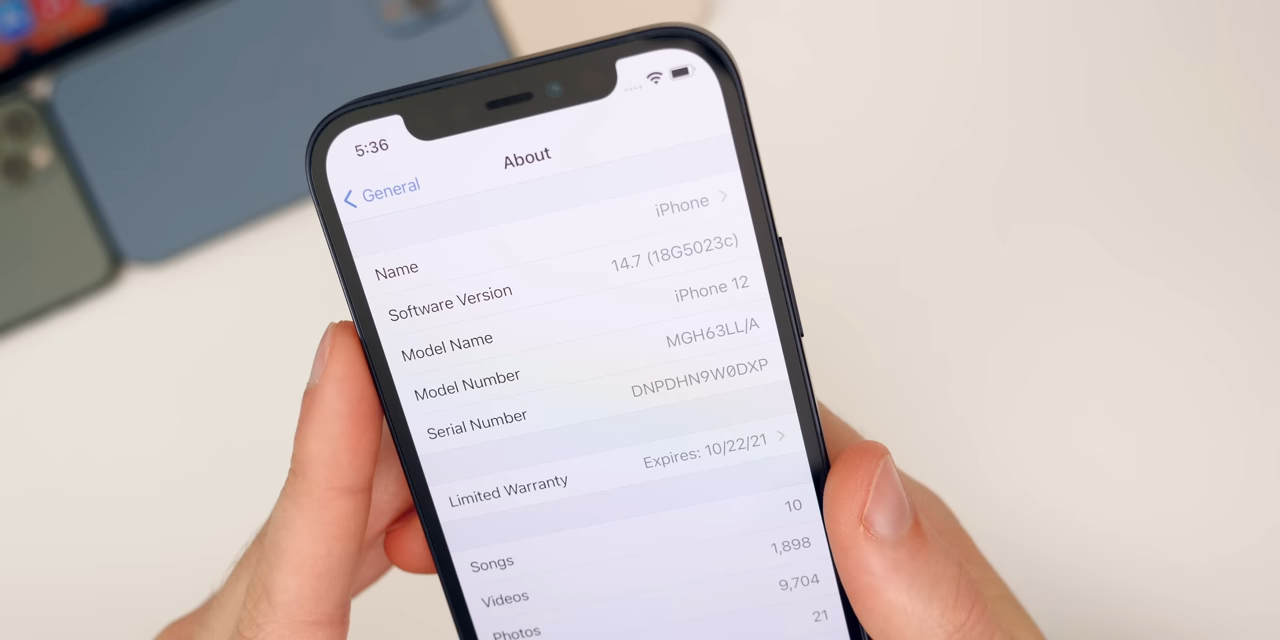 5:36
General
About
Name iPhone
Software Version 14.7 (18G5023c)
Model Name iPhone 12
Model Number MGH63LL/A
Serial Number DNPDHN9W0DXP
Limited Warranty Expires: 10/22/21
Songs 10
Videos 1,898
Photos 9,704
21